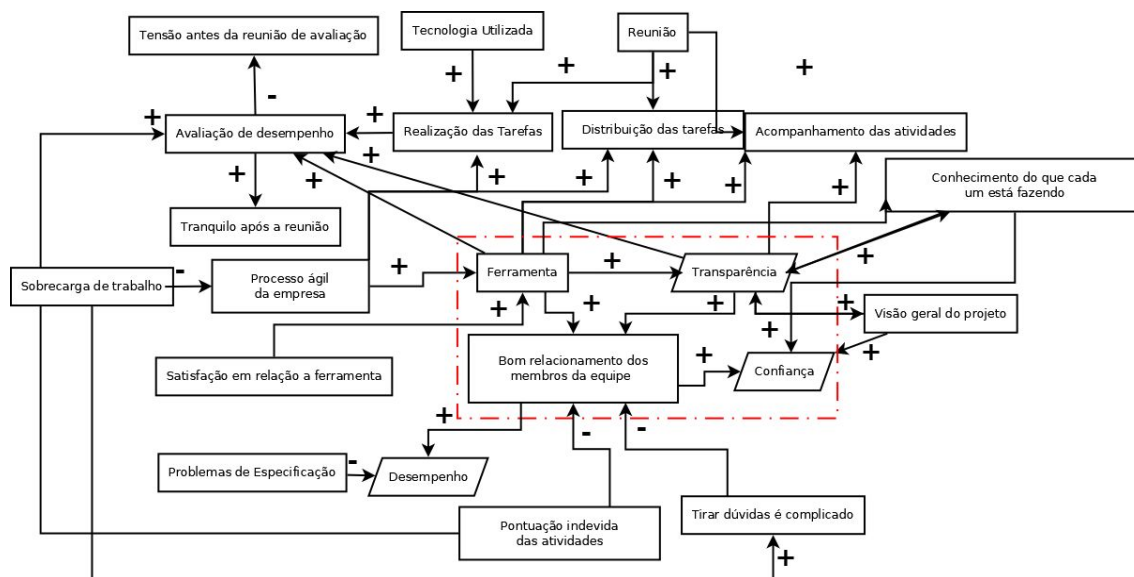 Tensão antes da reunião de avaliação
Tecnologia Utilizada
Reunião
+
+
+
+
-
+
+
Avaliação de desempenho
Realização das Tarefas
Distribuição das tarefas
Acompanhamento das atividades
+
+
+
+
+
+
+
+
Conhecimento do que cada
um está fazendo
Tranquilo após a reunião
-
+
+
+
Sobrecarga de trabalho
Processo ágil
da empresa
Ferramenta
Transparência
+
+
+
+
+
+
Visão geral do projeto
Satisfação em relação a ferramenta
Bom relacionamento dos
membros da equipe
+
+
Confiança
+
-
-
-
Problemas de Especificação
Desempenho
Pontuação indevida
das atividades
Tirar dúvidas é complicado
+